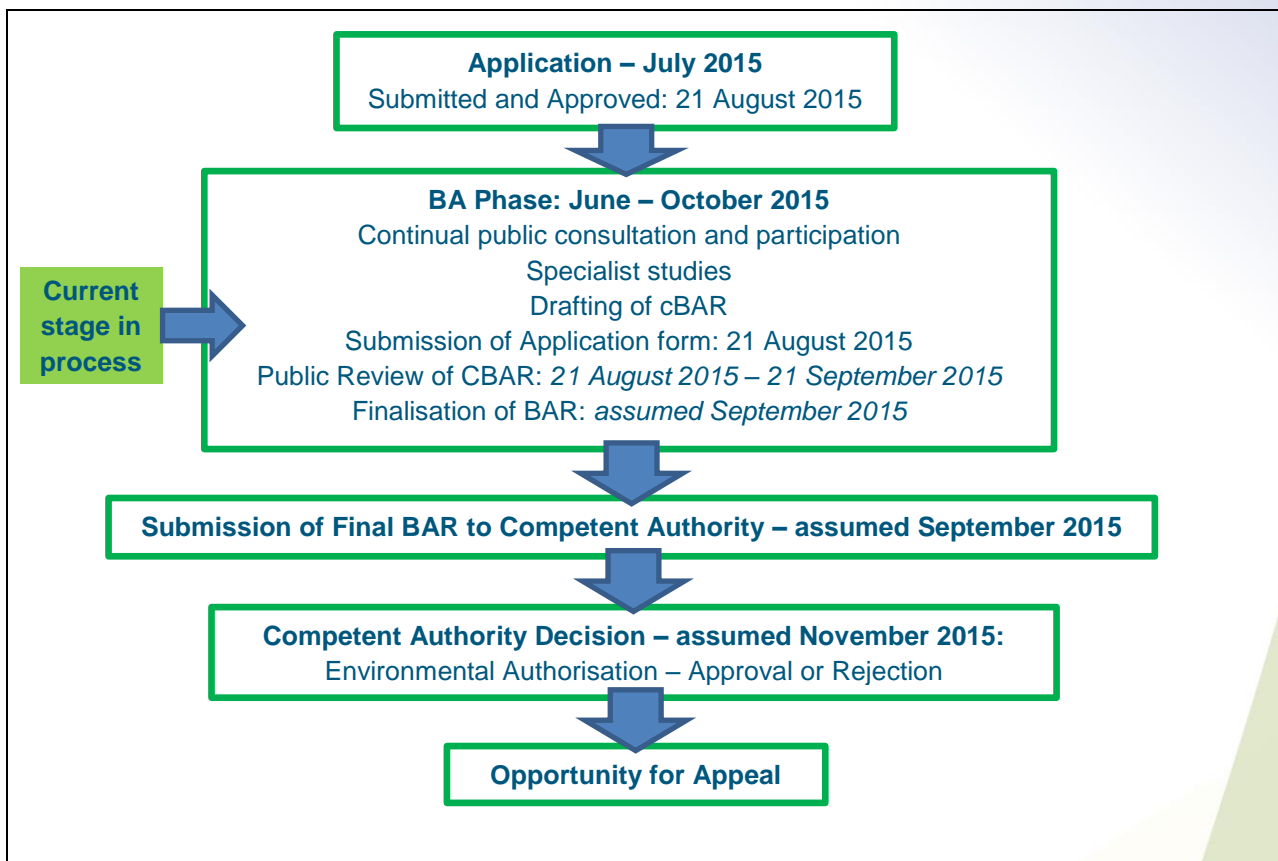 Application – July 2015
Submitted and Approved: 21 August 2015
BA Phase: June – October 2015
Continual public consultation and participation
Specialist studies
Drafting of cBAR
Submission of Application form: 21 August 2015
Public Review of CBAR: 21 August 2015 – 21 September 2015
Finalisation of BAR: assumed September 2015
Current
stage in
process
Submission of Final BAR to Competent Authority – assumed September 2015
Competent Authority Decision – assumed November 2015:
Environmental Authorisation – Approval or Rejection
Opportunity for Appeal